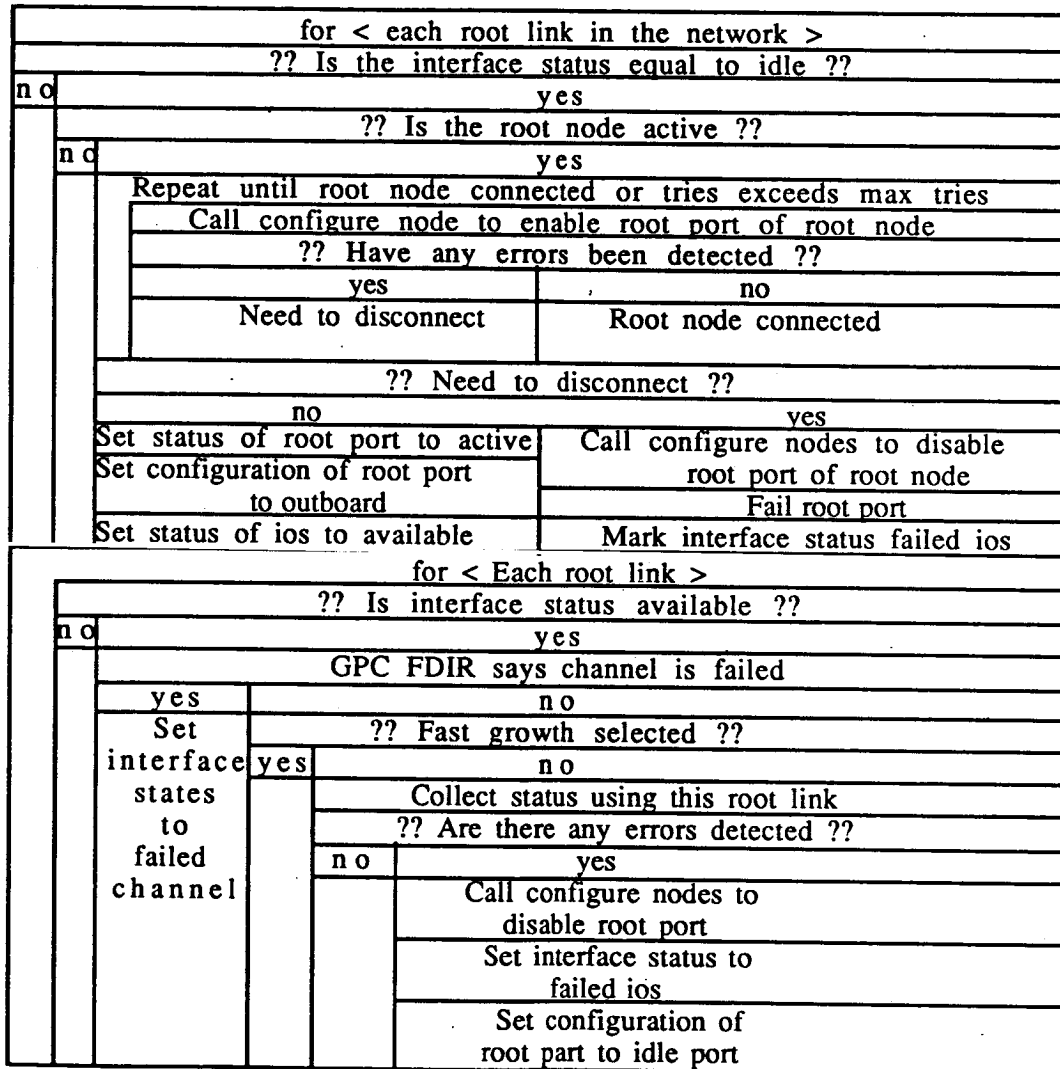 for < each root link in the network >
?? Is the interface status equal to idle ??
no
yes
?? Is the root node active ??
no
yes
Repeat until root node connected or tries exceeds max tries
Call configure node to enable root port of root node
?? Have any errors been detected ??
yes
no
Need to disconnect
Root node connected
?? Need to disconnect ??
no
yes
Set status of root port to active
Set configuration of root port
to outboard
Set status of ios to available
Call configure nodes to disable
root port of root node
Fail root port
Mark interface status failed ios
for < Each root link >
?? Is interface status available ??
no
yes
GPC FDIR says channel is failed
yes
no
Set
interface
states
to
failed
channel
?? Fast growth selected ??
yes
no
Collect status using this root link
?? Are there any errors detected ??
no
yes
Call configure nodes to
disable root port
Set interface status to
failed ios
Set configuration of
root part to idle port